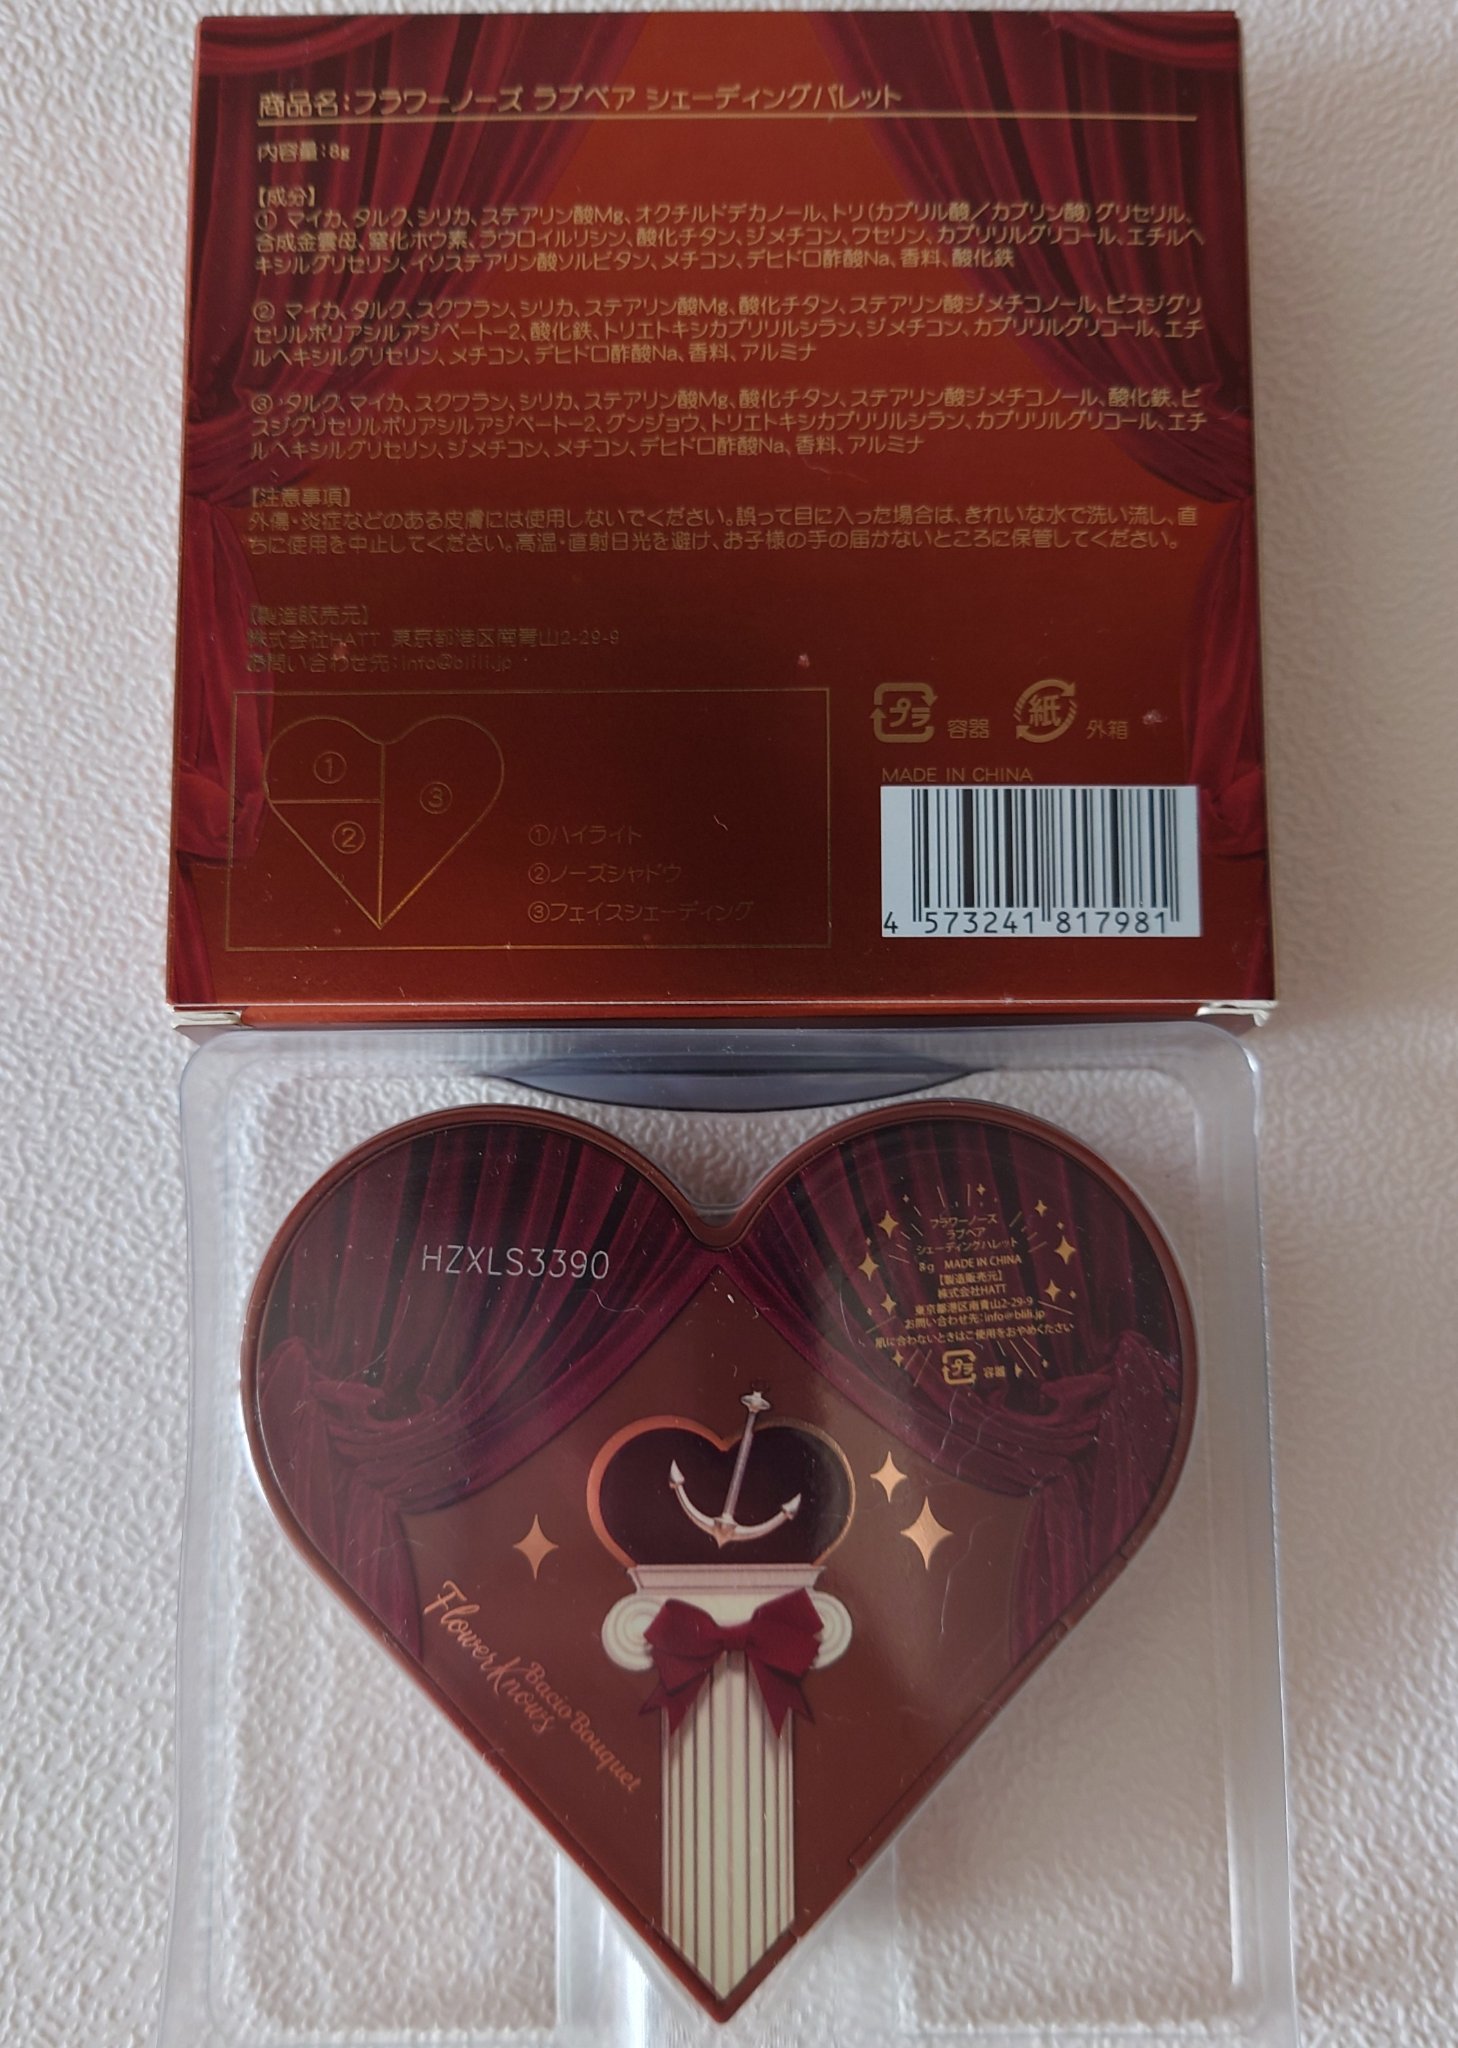 商品名：フラワーノーズ ラブベア シェーディングパレット
内容量：8g
【成分】
① マイカ、タルク、シリカ、ステアリン酸Mg、オクチルドデカノール、トリ（カプリル酸／カプリン酸）グリセリル、
合成金雲母、窒化ホウ素、ラウロイルリシン、酸化チタン、ジメチコン、ワセリン、カプリリルグリコール、エチルヘ
キシルグリセリン、イソステアリン酸ソルビタン、メチコン、デヒドロ酢酸Na、香料、酸化鉄
② マイカ、タルク、スクワラン、シリカ、ステアリン酸Mg、酸化チタン、ステアリン酸ジメチコノール、ビスジグリ
セリルポリアシルアジペート-2、酸化鉄、トリエトキシカプリリルシラン、ジメチコン、カプリリルグリコール、エチ
ルヘキシルグリセリン、メチコン、デヒドロ酢酸Na、香料、アルミナ
③ タルク、マイカ、スクワラン、シリカ、ステアリン酸Mg、酸化チタン、ステアリン酸ジメチコノール、酸化鉄、ビ
スジグリセリルポリアシルアジペート-2、グンジョウ、トリエトキシカプリリルシラン、カプリリルグリコール、エチ
ルヘキシルグリセリン、ジメチコン、メチコン、デヒドロ酢酸Na、香料、アルミナ
【注意事項】
外傷・炎症などのある皮膚には使用しないでください。誤って目に入った場合は、きれいな水で洗い流し、直
ちに使用を中止してください。高温・直射日光を避け、お子様の手の届かないところに保管してください。
【製造販売元】
株式会社HATT 東京都港区南青山2-29-9
お問い合わせ先：info@blili.jp
①
②
③
①ハイライト
②ノーズシャドウ
③フェイスシェーディング
プラ 容器 紙 外箱
MADE IN CHINA
4 573241 817981
HZXLS3390
フラワーノーズ
ラブベア
シェーディングパレット
8g MADE IN CHINA
【製造販売元】
株式会社HATT
東京都港区南青山2-29-9
お問い合わせ先：info@blili.jp
肌に合わないときはご使用をおやめください
プラ 容器
Flower Knows
Bacio Bouquet